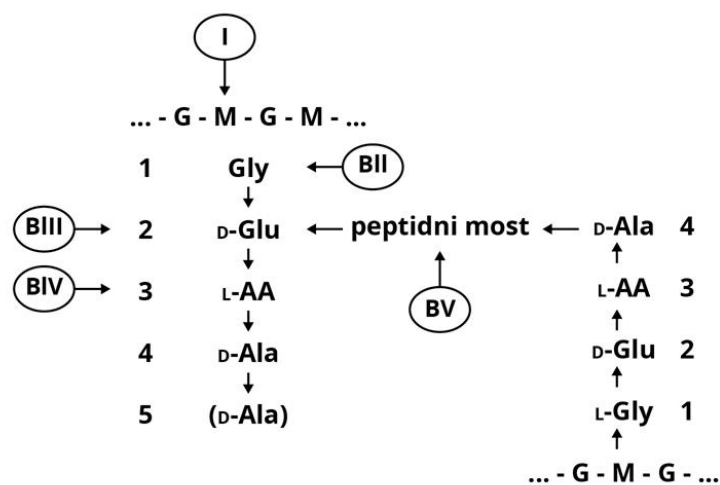 I
... - G - M - G - M - ...
1 Gly BII
BIII 2 D-Glu peptidni most D-Ala 4
BIV 3 L-AA L-AA 3
BV
4 D-Ala D-Glu 2
5 (D-Ala) L-Gly 1
... - G - M - G - ...